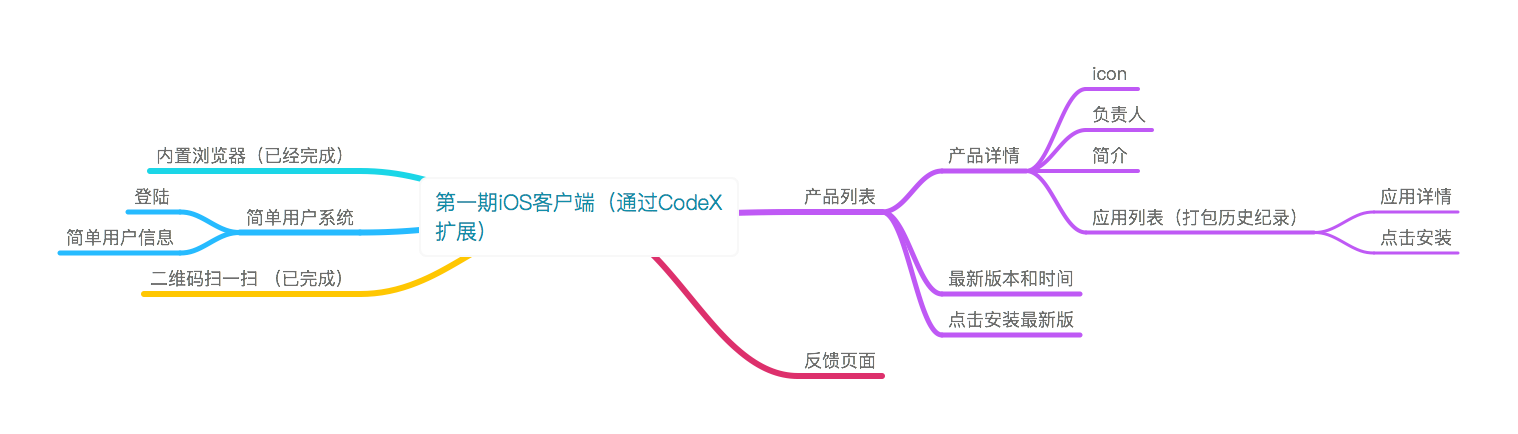 第一期iOS客户端（通过CodeX
扩展）
内置浏览器（已经完成）
简单用户系统
登陆
简单用户信息
二维码扫一扫 （已完成）
产品列表
产品详情
icon
负责人
简介
应用列表（打包历史纪录）
应用详情
点击安装
最新版本和时间
点击安装最新版
反馈页面